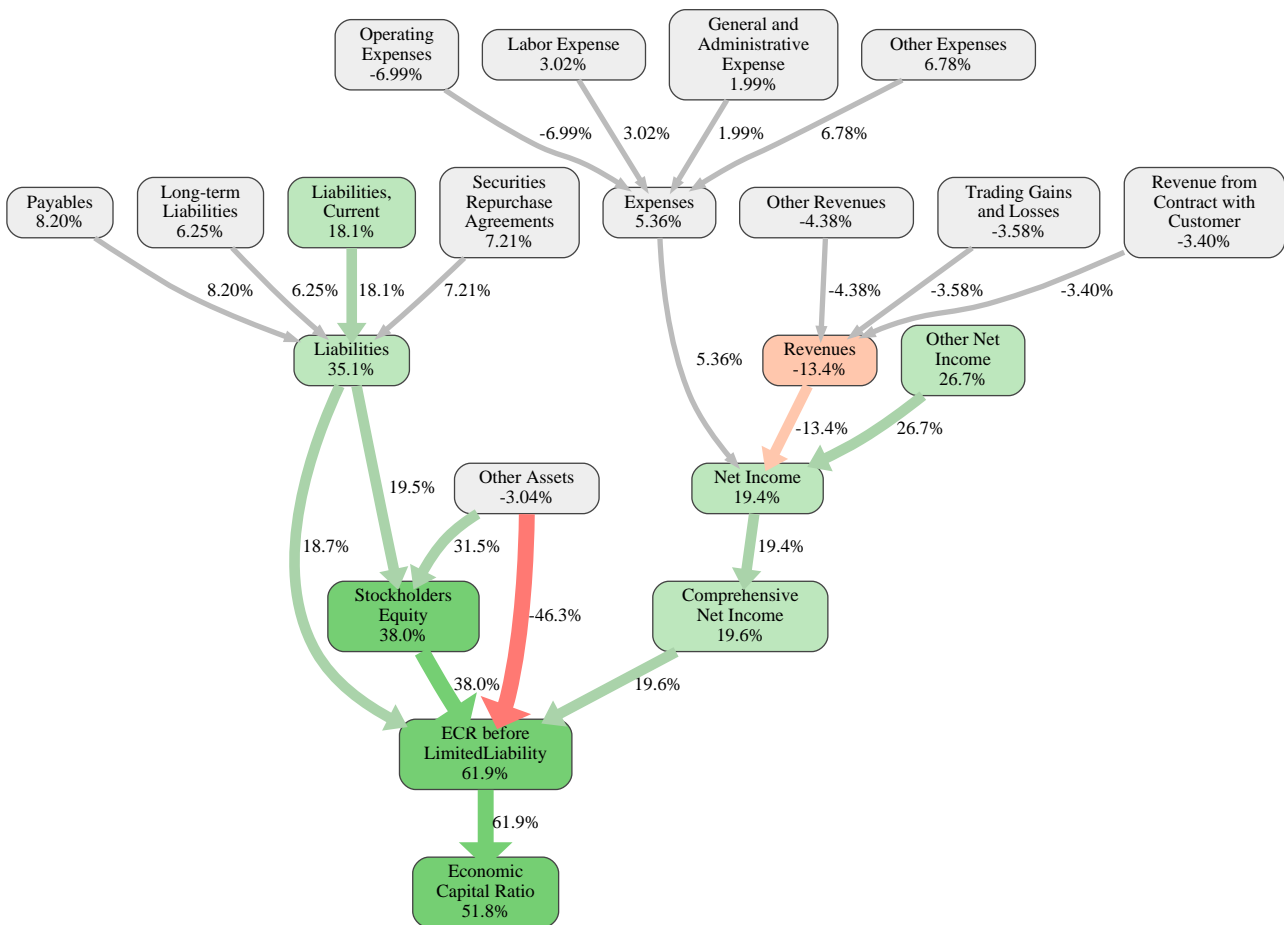 Operating
Expenses
-6.99%
Labor Expense
3.02%
General and
Administrative
Expense
1.99%
Other Expenses
6.78%
-6.99%
3.02%
1.99%
6.78%
Payables
8.20%
Long-term
Liabilities
6.25%
Liabilities,
Current
18.1%
Securities
Repurchase
Agreements
7.21%
Expenses
5.36%
Other Revenues
-4.38%
Trading Gains
and Losses
-3.58%
Revenue from
Contract with
Customer
-3.40%
8.20%
6.25%
18.1%
7.21%
-4.38%
-3.58%
-3.40%
Liabilities
35.1%
5.36%
Revenues
-13.4%
Other Net
Income
26.7%
-13.4%
26.7%
19.5%
Other Assets
-3.04%
Net Income
19.4%
18.7%
31.5%
19.4%
Stockholders
Equity
38.0%
-46.3%
Comprehensive
Net Income
19.6%
38.0%
19.6%
ECR before
LimitedLiability
61.9%
61.9%
Economic
Capital Ratio
51.8%